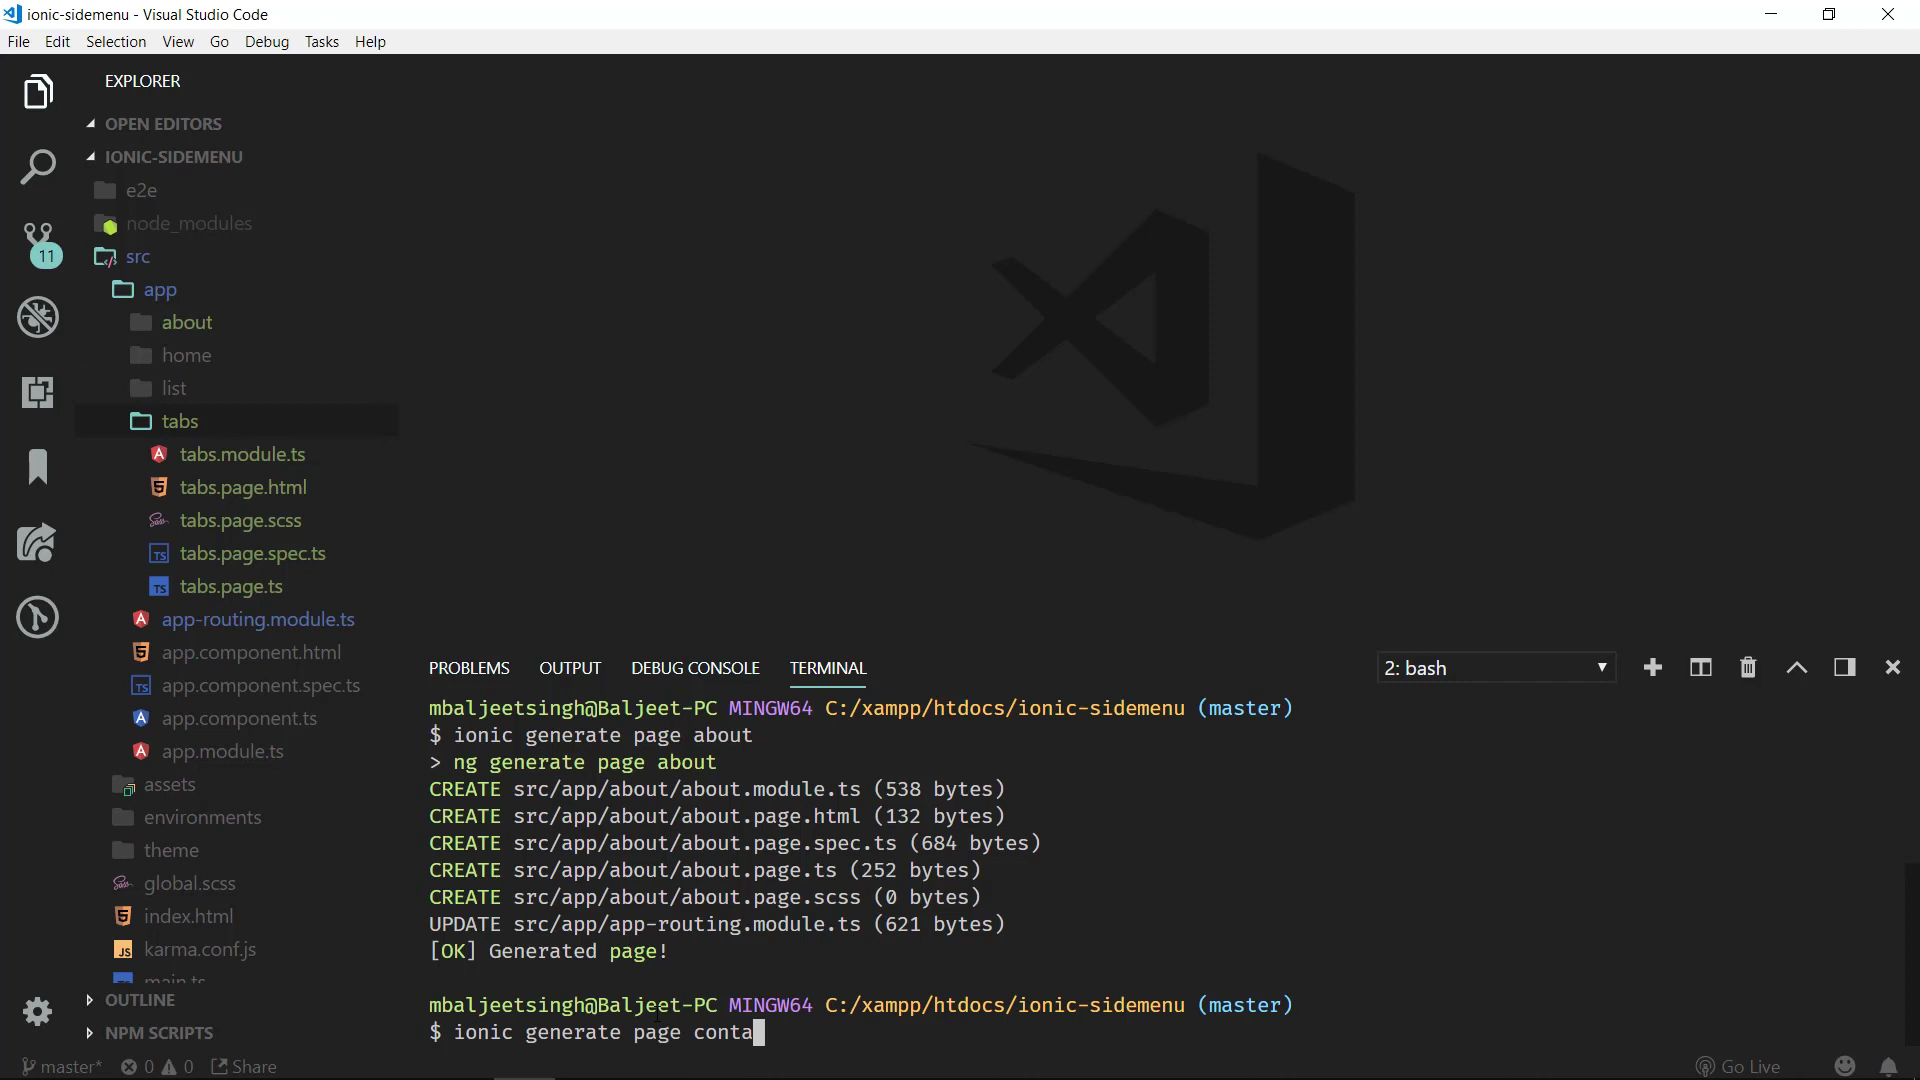 ionic-sidemenu - Visual Studio Code
File Edit Selection View Go Debug Tasks Help
EXPLORER
OPEN EDITORS
IONIC-SIDEMENU
e2e
node_modules
11
src
app
about
home
list
tabs
tabs.module.ts
tabs.page.html
tabs.page.scss
tabs.page.spec.ts
tabs.page.ts
app-routing.module.ts
app.component.html
app.component.spec.ts
app.component.ts
app.module.ts
assets
environments
theme
global.scss
index.html
karma.conf.js
main.ts
OUTLINE
NPM SCRIPTS
PROBLEMS OUTPUT DEBUG CONSOLE TERMINAL 2: bash
mbaljeetsingh@Baljeet-PC MINGW64 C:/xampp/htdocs/ionic-sidemenu (master)
$ ionic generate page about
> ng generate page about
CREATE src/app/about/about.module.ts (538 bytes)
CREATE src/app/about/about.page.html (132 bytes)
CREATE src/app/about/about.page.spec.ts (684 bytes)
CREATE src/app/about/about.page.ts (252 bytes)
CREATE src/app/about/about.page.scss (0 bytes)
UPDATE src/app/app-routing.module.ts (621 bytes)
[OK] Generated page!
mbaljeetsingh@Baljeet-PC MINGW64 C:/xampp/htdocs/ionic-sidemenu (master)
$ ionic generate page conta
master* 0 0 Share Go Live